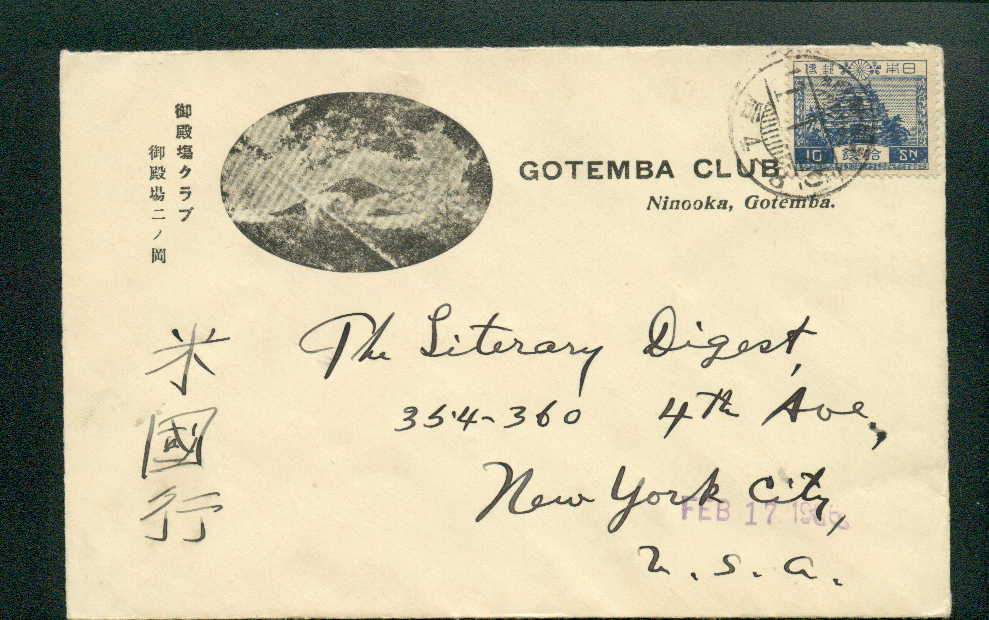 御殿場クラブ
御殿場二ノ岡
GOTEMBA CLUB
Ninooka, Gotemba.
日本郵便
10 拾銭 SN
米國行
The Literary Digest,
354-360 4th Ave,
New York City,
U.S.A.
FEB 17